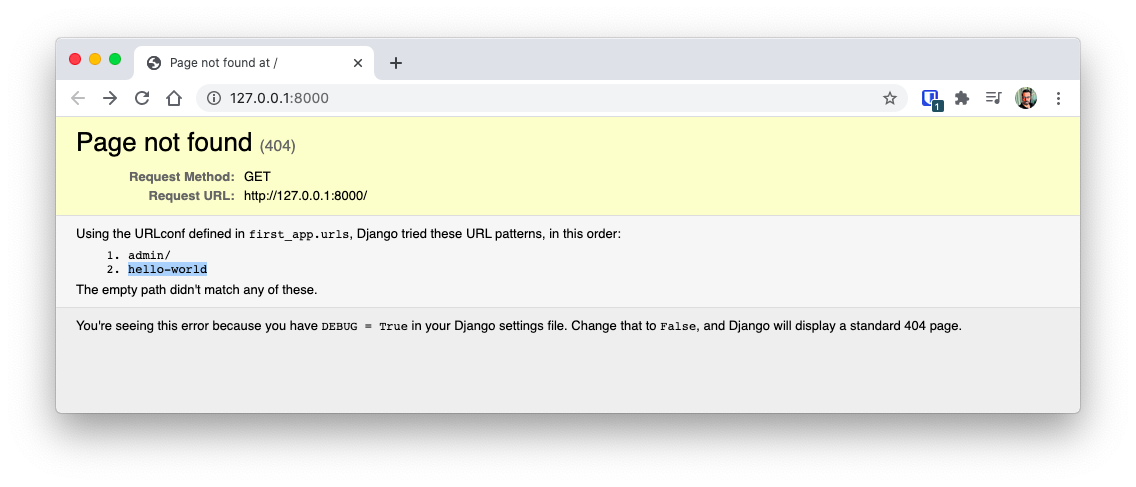 Page not found at /
127.0.0.1:8000
1
Page not found (404)
Request Method: GET
Request URL: http://127.0.0.1:8000/
Using the URLconf defined in first_app.urls, Django tried these URL patterns, in this order:
1. admin/
2. hello-world
The empty path didn't match any of these.
You're seeing this error because you have DEBUG = True in your Django settings file. Change that to False, and Django will display a standard 404 page.